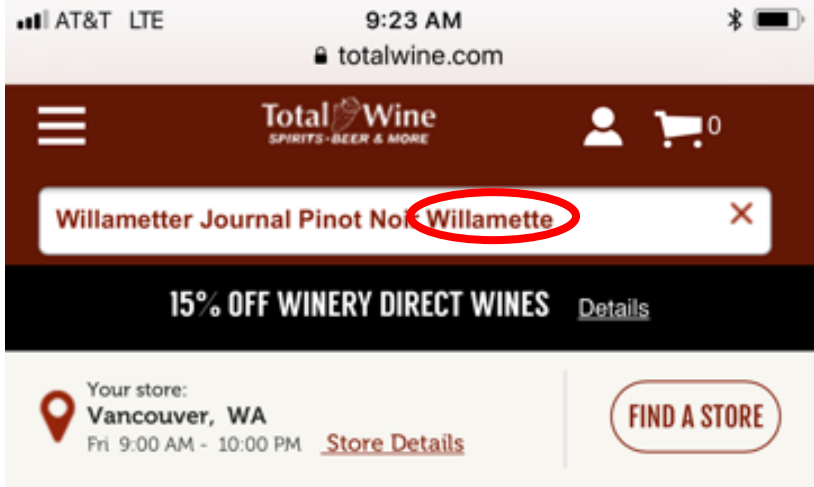 AT&T LTE 9:23 AM
totalwine.com
Total Wine 0
SPIRITS·BEER & MORE
Willametter Journal Pinot Noir Willamette ×
15% OFF WINERY DIRECT WINES Details
Your store:
Vancouver, WA
Fri 9:00 AM - 10:00 PM Store Details
FIND A STORE